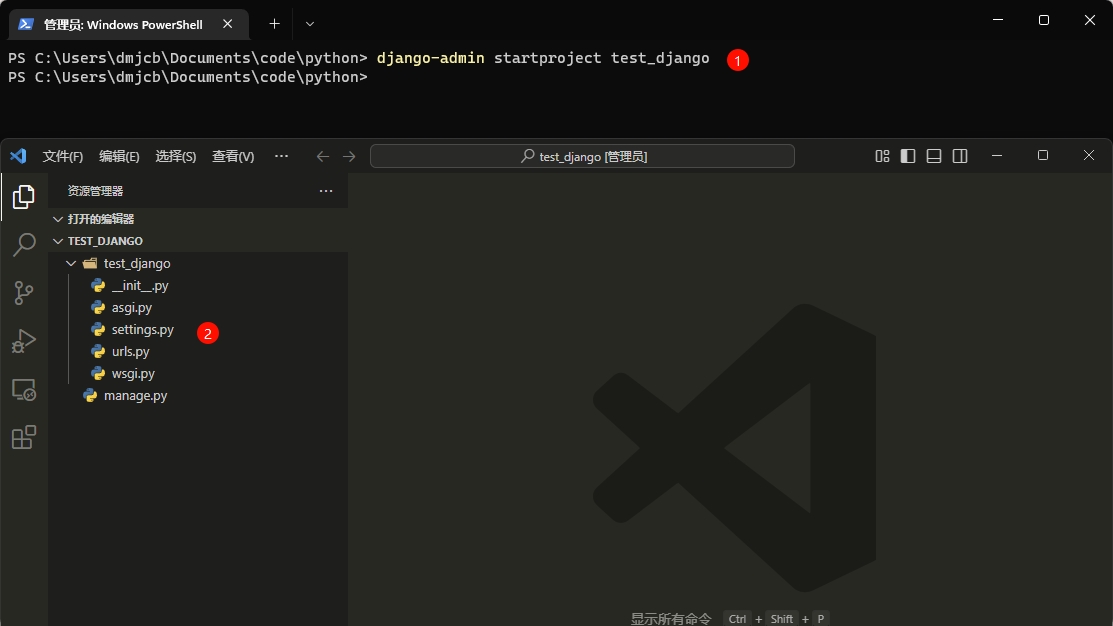 管理员: Windows PowerShell
PS C:\Users\dmjcb\Documents\code\python> django-admin startproject test_django 1
PS C:\Users\dmjcb\Documents\code\python>
文件(F) 编辑(E) 选择(S) 查看(V) ··· test_django [管理员]
资源管理器 ···
打开的编辑器
TEST_DJANGO
test_django
__init__.py
asgi.py
settings.py 2
urls.py
wsgi.py
manage.py
显示所有命令 Ctrl + Shift + P